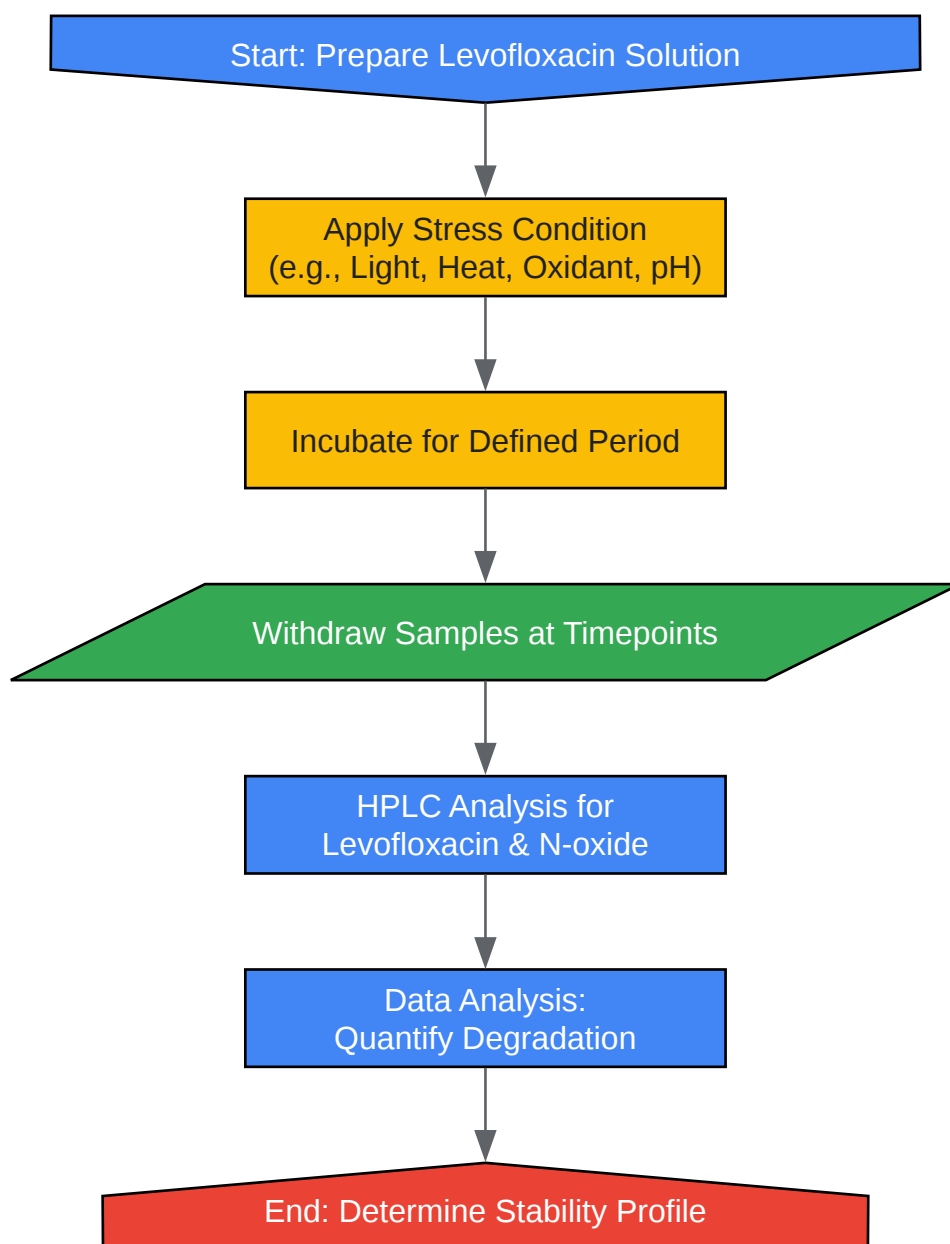 Start: Prepare Levofloxacin Solution
Apply Stress Condition
(e.g., Light, Heat, Oxidant, pH)
Incubate for Defined Period
Withdraw Samples at Timepoints
HPLC Analysis for
Levofloxacin & N-oxide
Data Analysis:
Quantify Degradation
End: Determine Stability Profile